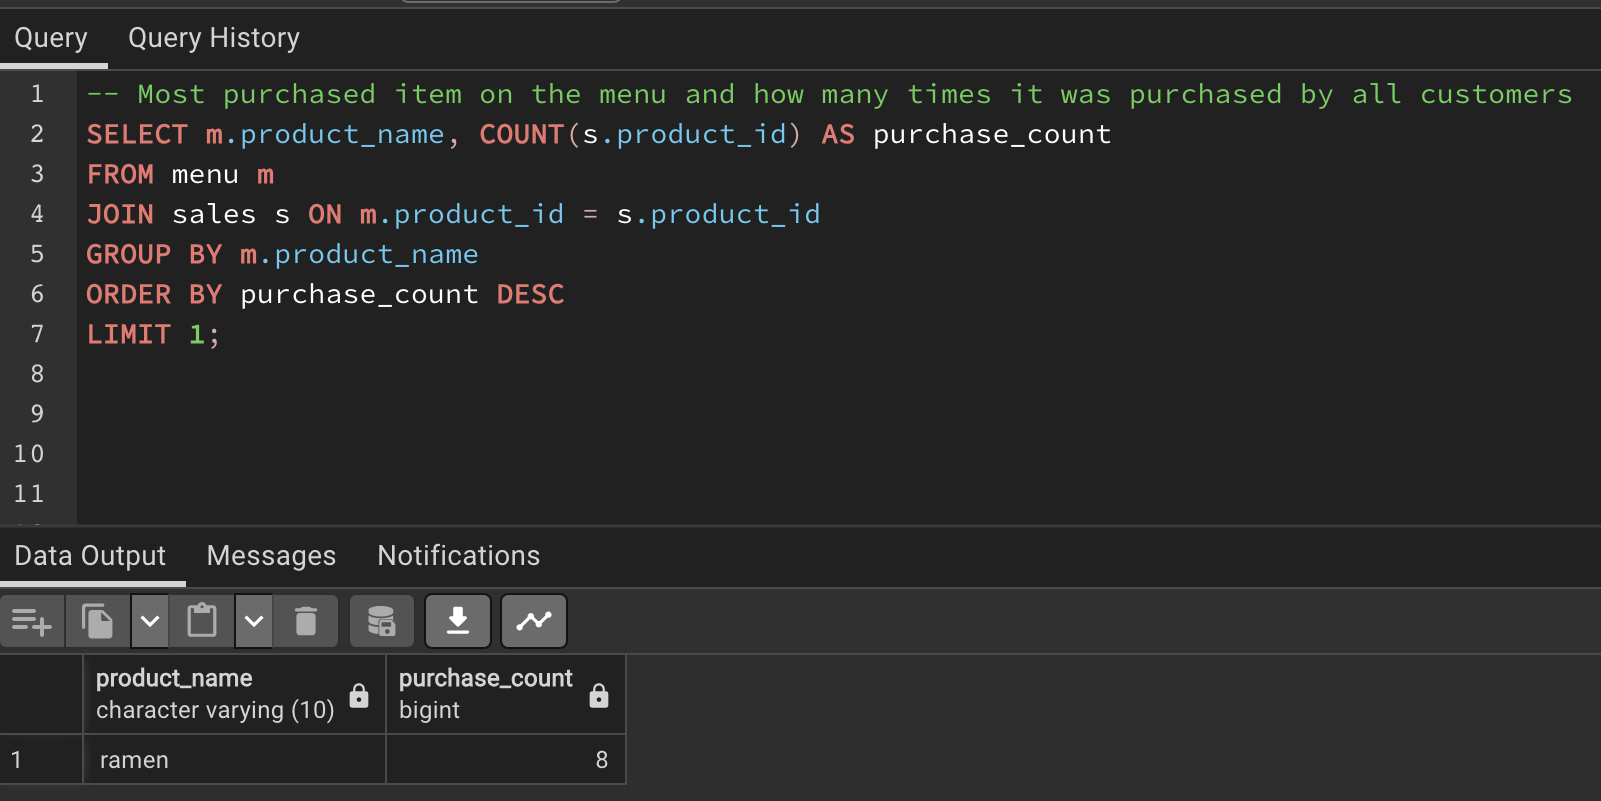 Query Query History
1 -- Most purchased item on the menu and how many times it was purchased by all customers
2 SELECT m.product_name, COUNT(s.product_id) AS purchase_count
3 FROM menu m
4 JOIN sales s ON m.product_id = s.product_id
5 GROUP BY m.product_name
6 ORDER BY purchase_count DESC
7 LIMIT 1;
8
9
10
11
Data Output Messages Notifications
product_name purchase_count
character varying (10) bigint
1 ramen 8